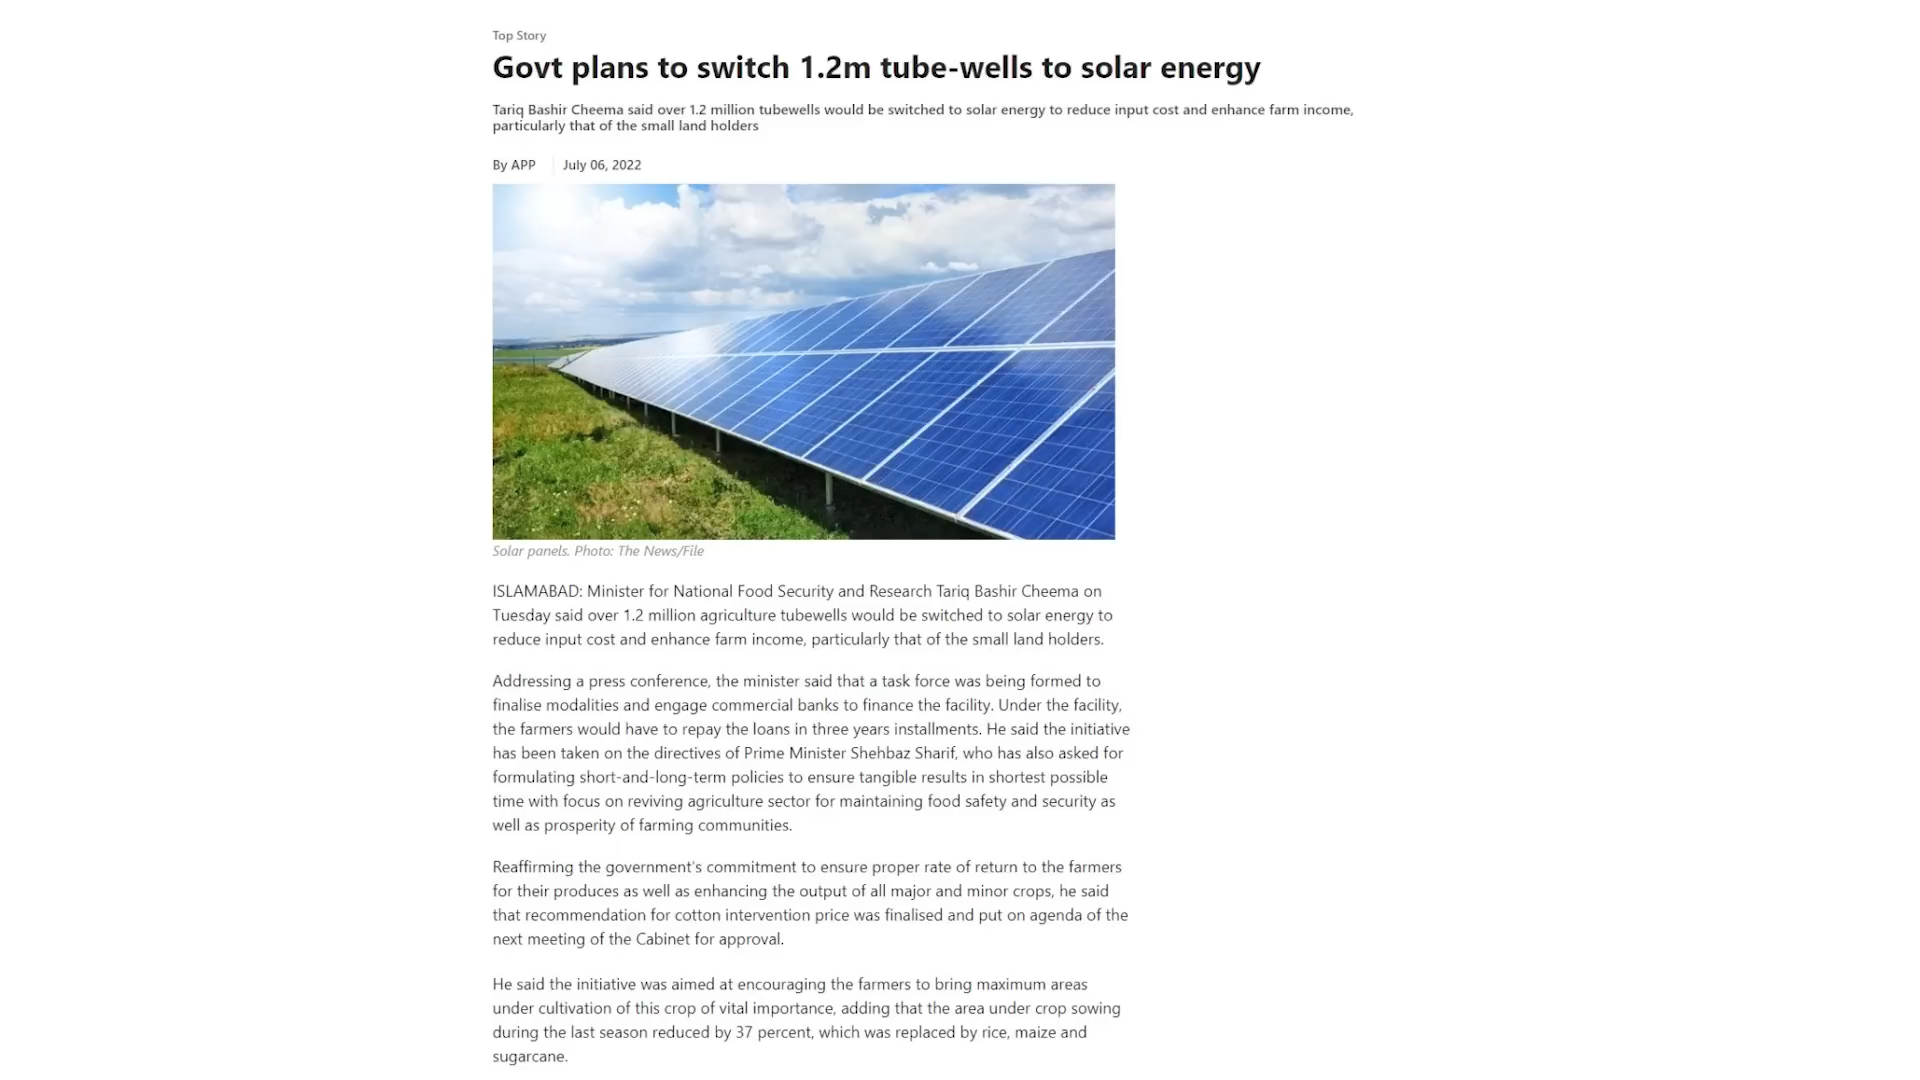 Top Story
Govt plans to switch 1.2m tube-wells to solar energy
Tariq Bashir Cheema said over 1.2 million tubewells would be switched to solar energy to reduce input cost and enhance farm income,
particularly that of the small land holders
By APP July 06, 2022
Solar panels. Photo: The News/File
ISLAMABAD: Minister for National Food Security and Research Tariq Bashir Cheema on
Tuesday said over 1.2 million agriculture tubewells would be switched to solar energy to
reduce input cost and enhance farm income, particularly that of the small land holders.
Addressing a press conference, the minister said that a task force was being formed to
finalise modalities and engage commercial banks to finance the facility. Under the facility,
the farmers would have to repay the loans in three years installments. He said the initiative
has been taken on the directives of Prime Minister Shehbaz Sharif, who has also asked for
formulating short-and-long-term policies to ensure tangible results in shortest possible
time with focus on reviving agriculture sector for maintaining food safety and security as
well as prosperity of farming communities.
Reaffirming the government's commitment to ensure proper rate of return to the farmers
for their produces as well as enhancing the output of all major and minor crops, he said
that recommendation for cotton intervention price was finalised and put on agenda of the
next meeting of the Cabinet for approval.
He said the initiative was aimed at encouraging the farmers to bring maximum areas
under cultivation of this crop of vital importance, adding that the area under crop sowing
during the last season reduced by 37 percent, which was replaced by rice, maize and
sugarcane.